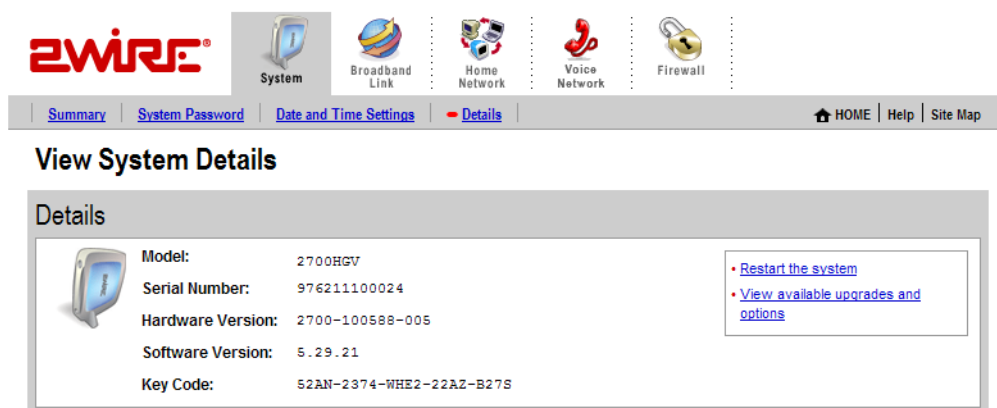 2WIRE®
System
Broadband Link
Home Network
Voice Network
Firewall
Summary | System Password | Date and Time Settings | Details
HOME | Help | Site Map
View System Details
Details
Model: 2700HGV
Serial Number: 976211100024
Hardware Version: 2700-100588-005
Software Version: 5.29.21
Key Code: 52AN-2374-WHE2-22AZ-B27S
• Restart the system
• View available upgrades and
options